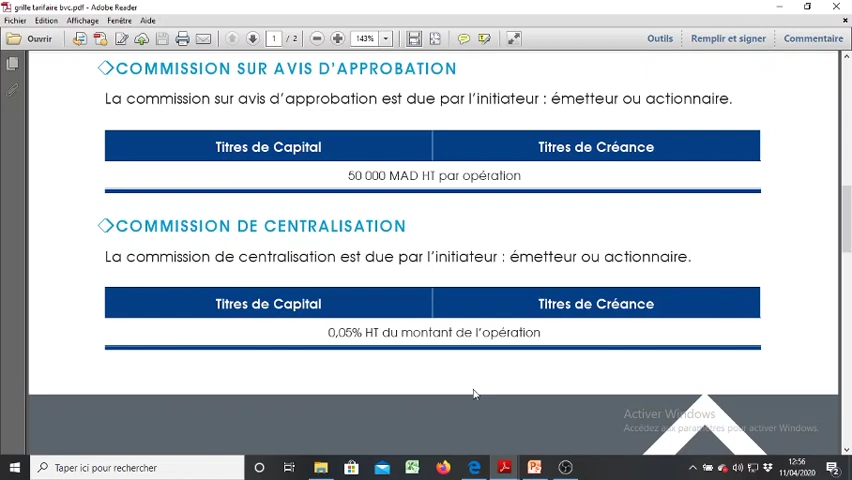 grille tarifaire bvc.pdf - Adobe Reader
Fichier Edition Affichage Fenêtre Aide
Ouvrir 1 / 2 143% Outils Remplir et signer Commentaire
COMMISSION SUR AVIS D'APPROBATION
La commission sur avis d'approbation est due par l'initiateur : émetteur ou actionnaire.
Titres de Capital Titres de Créance
50 000 MAD HT par opération
COMMISSION DE CENTRALISATION
La commission de centralisation est due par l'initiateur : émetteur ou actionnaire.
Titres de Capital Titres de Créance
0,05% HT du montant de l'opération
Activer Windows
Accédez aux paramètres pour activer Windows.
Taper ici pour rechercher
12:56
11/04/2020
2